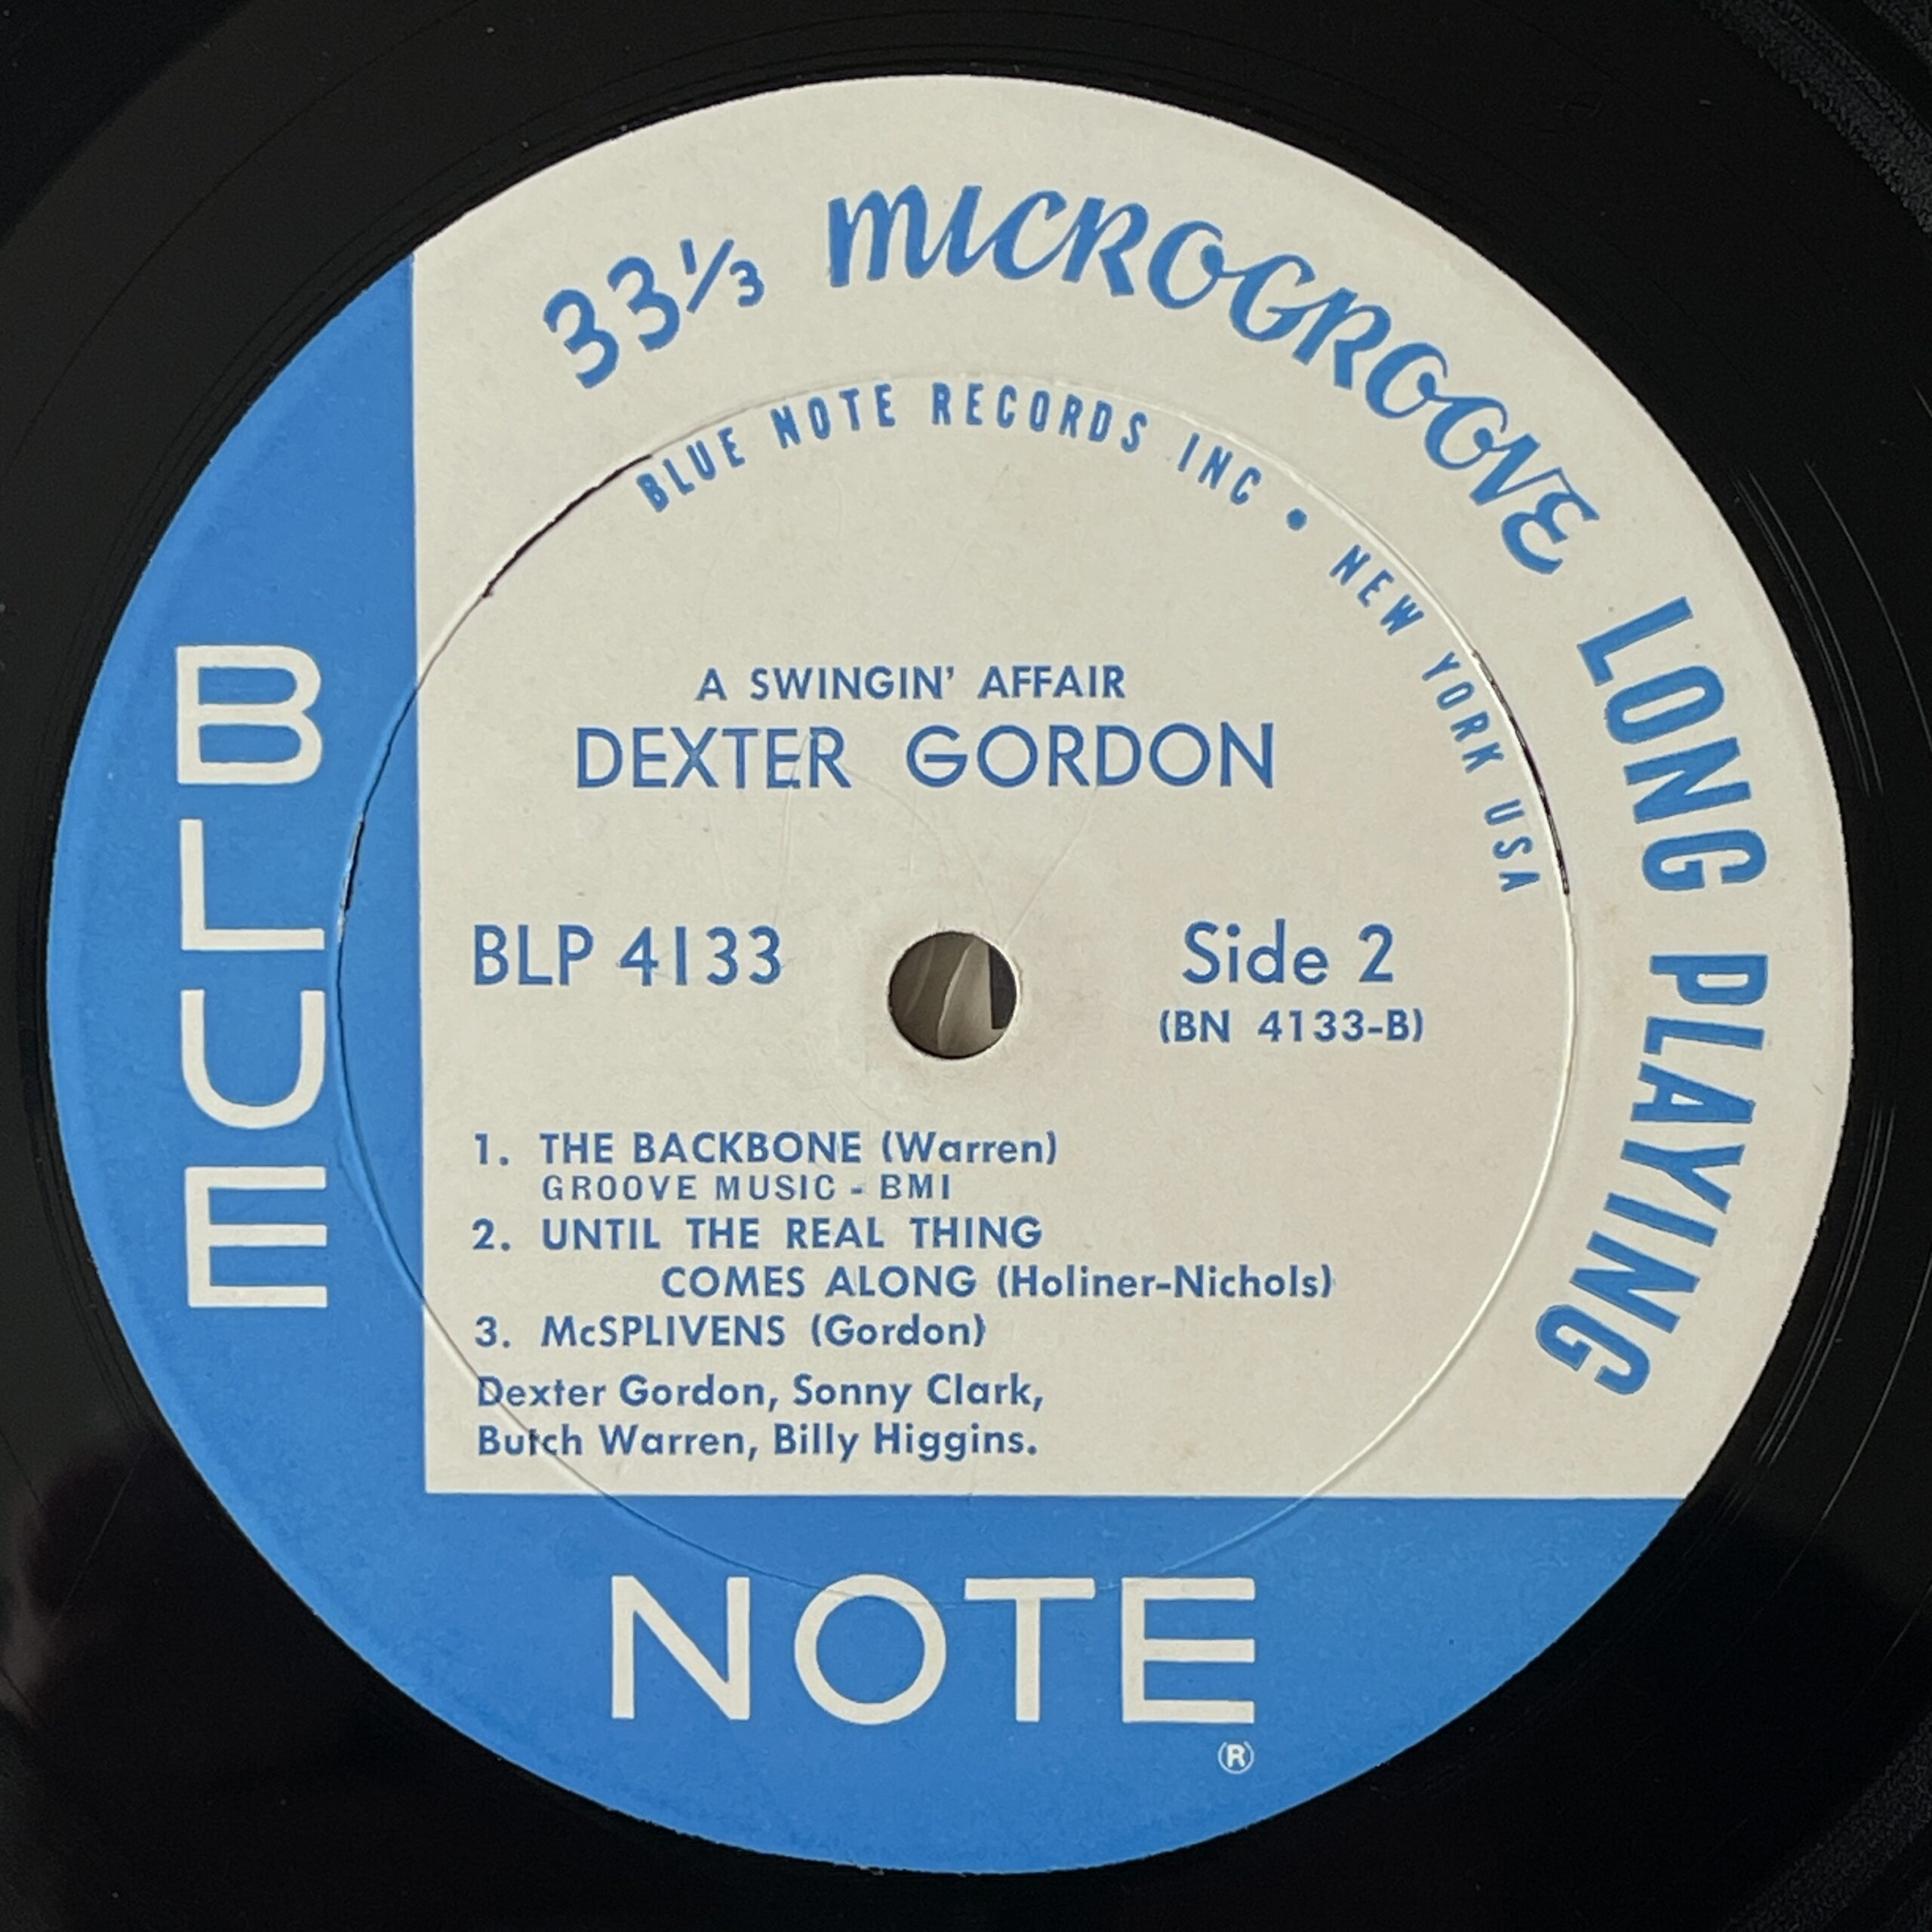 33⅓ MICROGROOVE LONG PLAYING
BLUE NOTE RECORDS INC • NEW YORK USA
A SWINGIN' AFFAIR
DEXTER GORDON
BLP 4133
Side 2
(BN 4133-B)
1. THE BACKBONE (Warren)
GROOVE MUSIC - BMI
2. UNTIL THE REAL THING
COMES ALONG (Holiner-Nichols)
3. McSPLIVENS (Gordon)
Dexter Gordon, Sonny Clark,
Butch Warren, Billy Higgins.
BLUE
NOTE
®